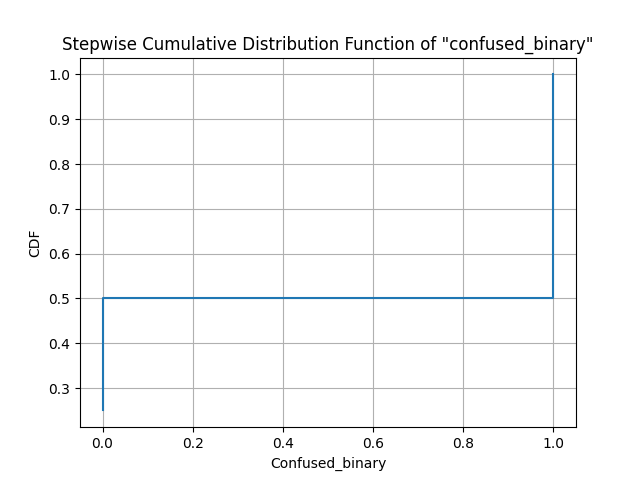 Stepwise Cumulative Distribution Function of "confused_binary"
1.0
0.9
0.8
0.7
0.6
0.5
0.4
0.3
CDF
0.0 0.2 0.4 0.6 0.8 1.0
Confused_binary